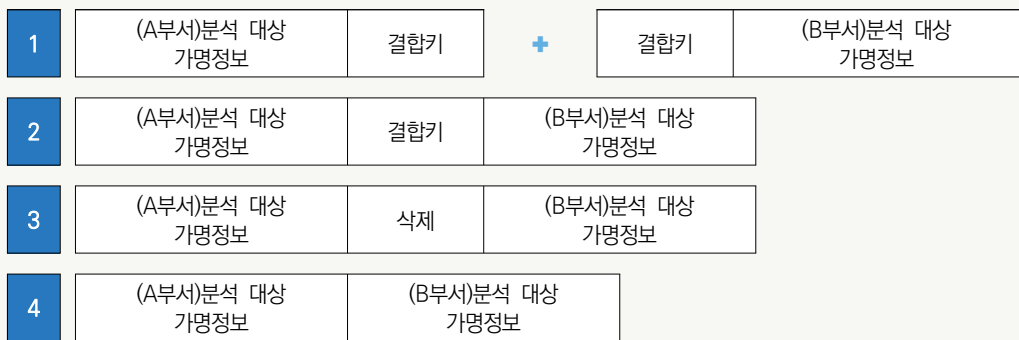 1
(A부서)분석 대상
가명정보
결합키
+
결합키
(B부서)분석 대상
가명정보
2
(A부서)분석 대상
가명정보
결합키
(B부서)분석 대상
가명정보
3
(A부서)분석 대상
가명정보
삭제
(B부서)분석 대상
가명정보
4
(A부서)분석 대상
가명정보
(B부서)분석 대상
가명정보